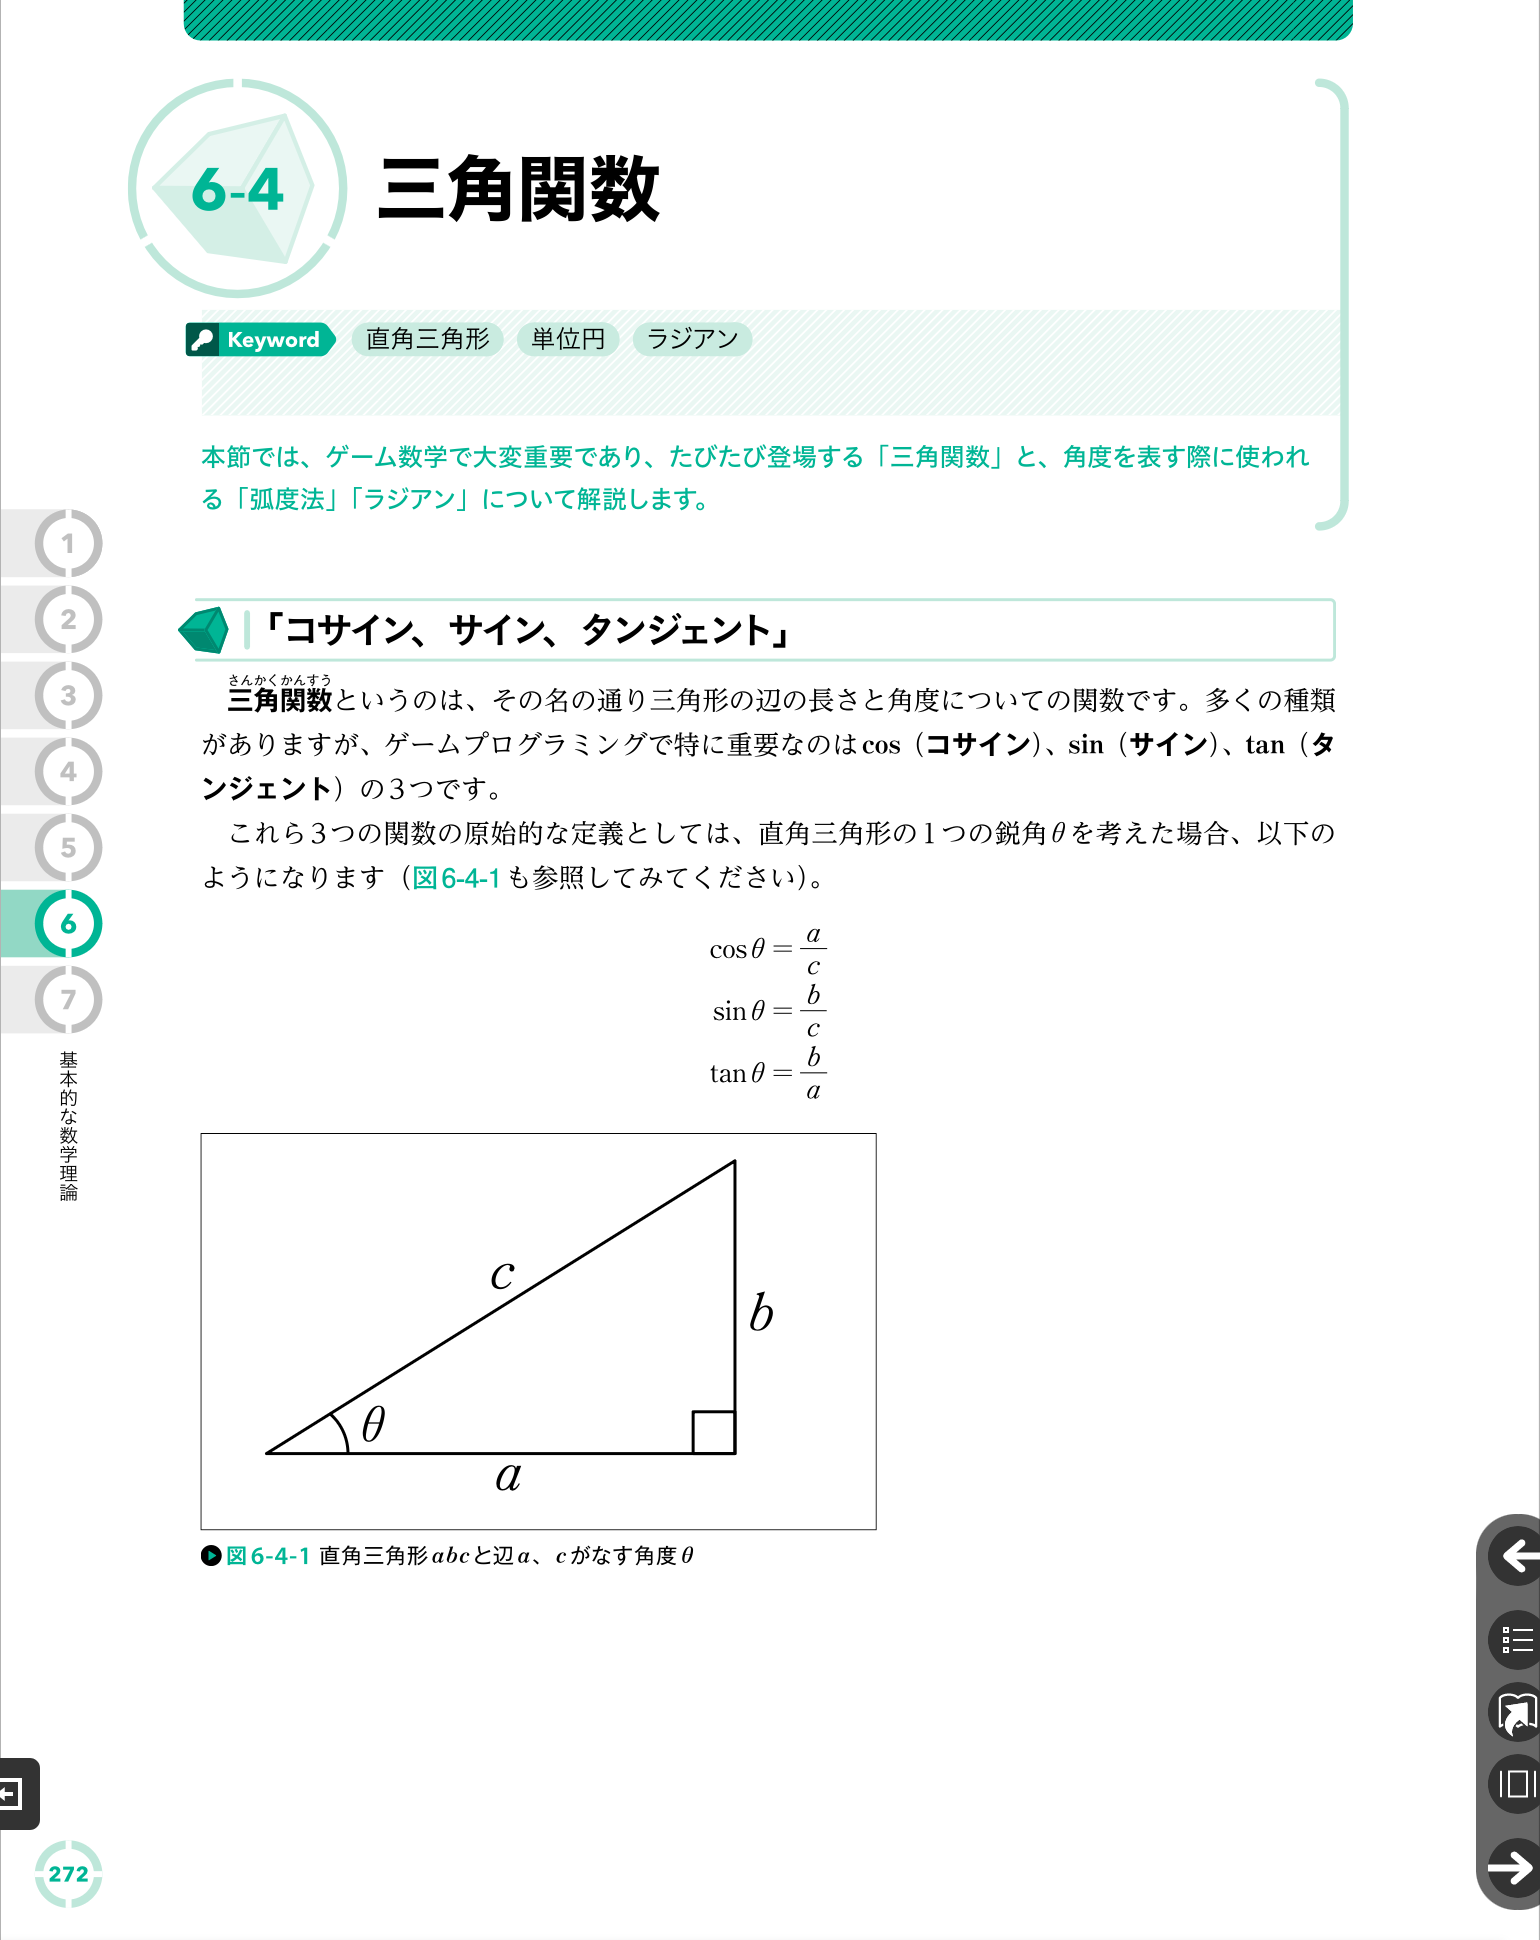 6-4
三角関数
Keyword 直角三角形 単位円 ラジアン
本節では、ゲーム数学で大変重要であり、たびたび登場する「三角関数」と、角度を表す際に使われ
る「弧度法」「ラジアン」について解説します。
「コサイン、サイン、タンジェント」
さんかくかんすう
三角関数というのは、その名の通り三角形の辺の長さと角度についての関数です。多くの種類
がありますが、ゲームプログラミングで特に重要なのはcos（コサイン）、sin（サイン）、tan（タ
ンジェント）の3つです。
これら3つの関数の原始的な定義としては、直角三角形の1つの鋭角θを考えた場合、以下の
ようになります（図6-4-1も参照してみてください）。
cosθ = a/c
sinθ = b/c
tanθ = b/a
c
b
θ
a
図6-4-1 直角三角形abcと辺a、cがなす角度θ
1
2
3
4
5
6
7
基本的な数学理論
272